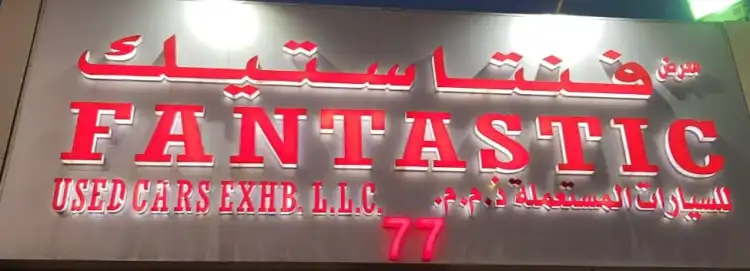 معرض فنتاستيك
FANTASTIC
USED CARS EXHB. L.L.C.
للسيارات المستعملة ذ.م.م.
77